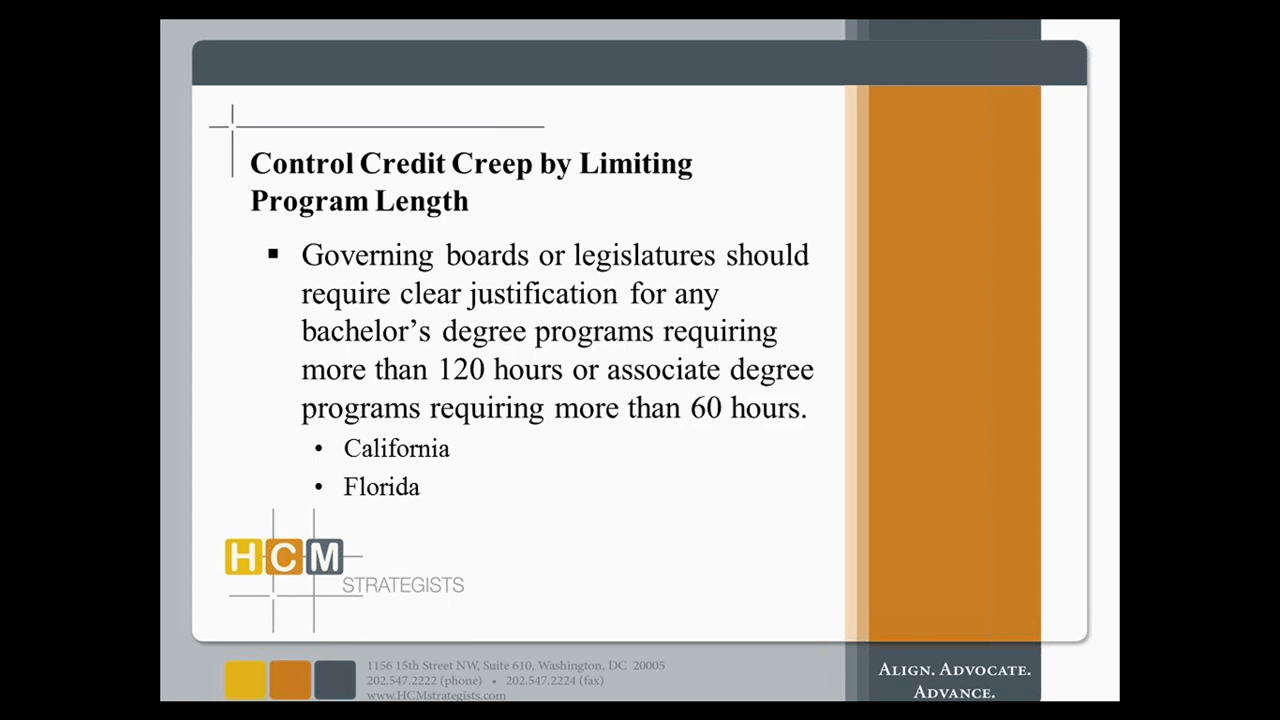 Control Credit Creep by Limiting
Program Length
▪ Governing boards or legislatures should
require clear justification for any
bachelor’s degree programs requiring
more than 120 hours or associate degree
programs requiring more than 60 hours.
• California
• Florida
HCM
STRATEGISTS
1156 15th Street NW, Suite 610, Washington, DC 20005
202.547.2222 (phone) • 202.547.2224 (fax)
www.HCMstrategists.com
ALIGN. ADVOCATE.
ADVANCE.